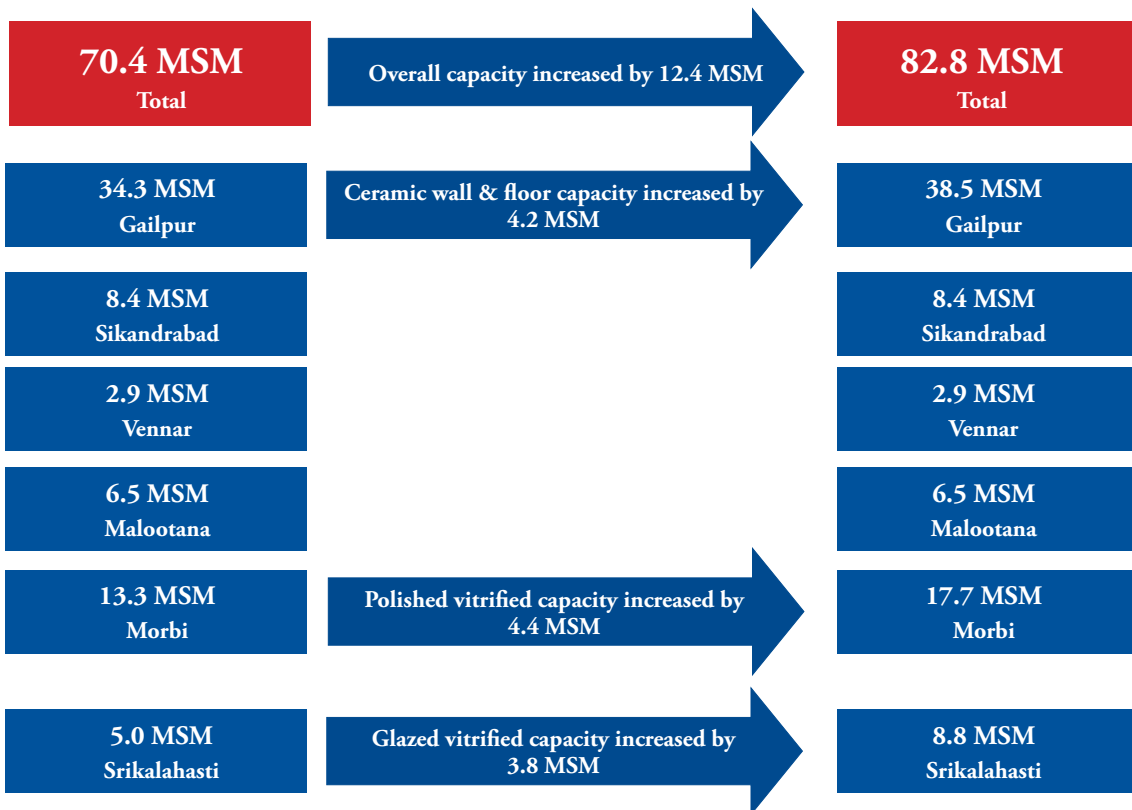 70.4 MSM
Total
Overall capacity increased by 12.4 MSM
82.8 MSM
Total
34.3 MSM
Gailpur
Ceramic wall & floor capacity increased by
4.2 MSM
38.5 MSM
Gailpur
8.4 MSM
Sikandrabad
8.4 MSM
Sikandrabad
2.9 MSM
Vennar
2.9 MSM
Vennar
6.5 MSM
Malootana
6.5 MSM
Malootana
13.3 MSM
Morbi
Polished vitrified capacity increased by
4.4 MSM
17.7 MSM
Morbi
5.0 MSM
Srikalahasti
Glazed vitrified capacity increased by
3.8 MSM
8.8 MSM
Srikalahasti